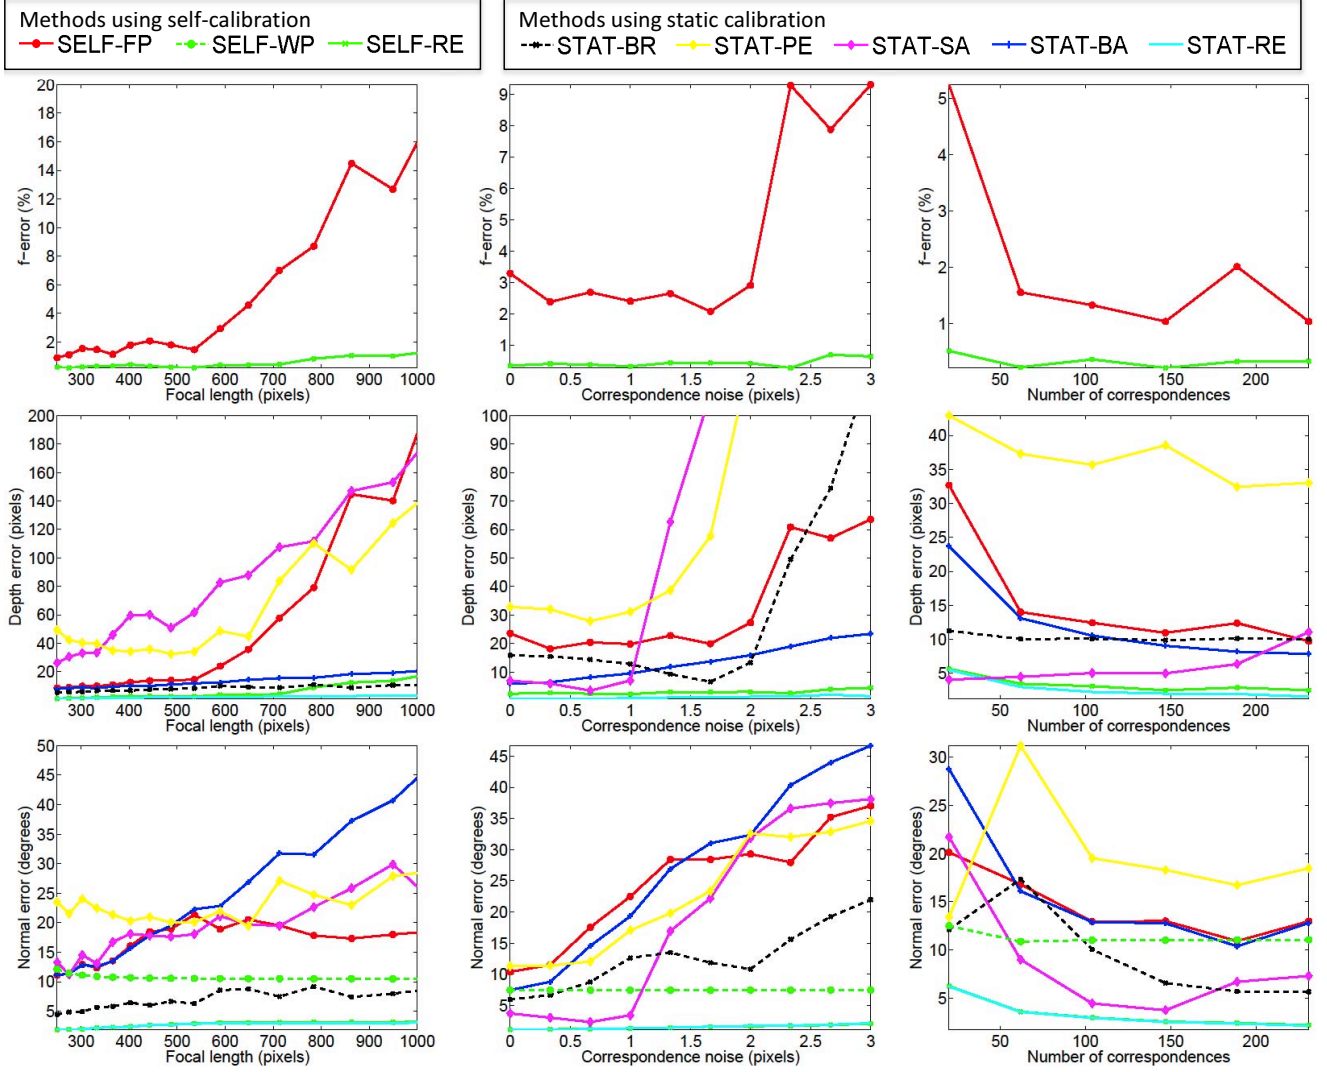 Methods using self-calibration
SELF-FP SELF-WP SELF-RE
Methods using static calibration
STAT-BR STAT-PE STAT-SA STAT-BA STAT-RE
f-error (%)
20
18
16
14
12
10
8
6
4
2
300 400 500 600 700 800 900 1000
Focal length (pixels)
f-error (%)
9
8
7
6
5
4
3
2
1
0 0.5 1 1.5 2 2.5 3
Correspondence noise (pixels)
f-error (%)
5
4
3
2
1
50 100 150 200
Number of correspondences
Depth error (pixels)
200
180
160
140
120
100
80
60
40
20
300 400 500 600 700 800 900 1000
Focal length (pixels)
Depth error (pixels)
100
90
80
70
60
50
40
30
20
10
0 0.5 1 1.5 2 2.5 3
Correspondence noise (pixels)
Depth error (pixels)
40
35
30
25
20
15
10
5
50 100 150 200
Number of correspondences
Normal error (degrees)
50
45
40
35
30
25
20
15
10
5
300 400 500 600 700 800 900 1000
Focal length (pixels)
Normal error (degrees)
45
40
35
30
25
20
15
10
5
0 0.5 1 1.5 2 2.5 3
Correspondence noise (pixels)
Normal error (degrees)
30
25
20
15
10
5
50 100 150 200
Number of correspondences